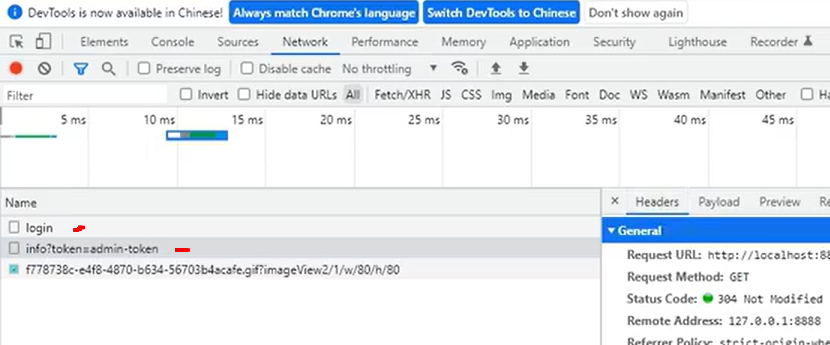 DevTools is now available in Chinese! Always match Chrome's language Switch DevTools to Chinese Don't show again
Elements Console Sources Network Performance Memory Application Security Lighthouse Recorder
Preserve log Disable cache No throttling
Filter Invert Hide data URLs All Fetch/XHR JS CSS Img Media Font Doc WS Wasm Manifest Other Ha
5 ms 10 ms 15 ms 20 ms 25 ms 30 ms 35 ms 40 ms 45 ms
Name × Headers Payload Preview Re
login General
info?token=admin-token Request URL: http://localhost:88
f778738c-e4f8-4870-b634-56703b4acafe.gif?imageView2/1/w/80/h/80 Request Method: GET
Status Code: 304 Not Modified
Remote Address: 127.0.0.1:8888
Referrer Policy: strict-origin-whe